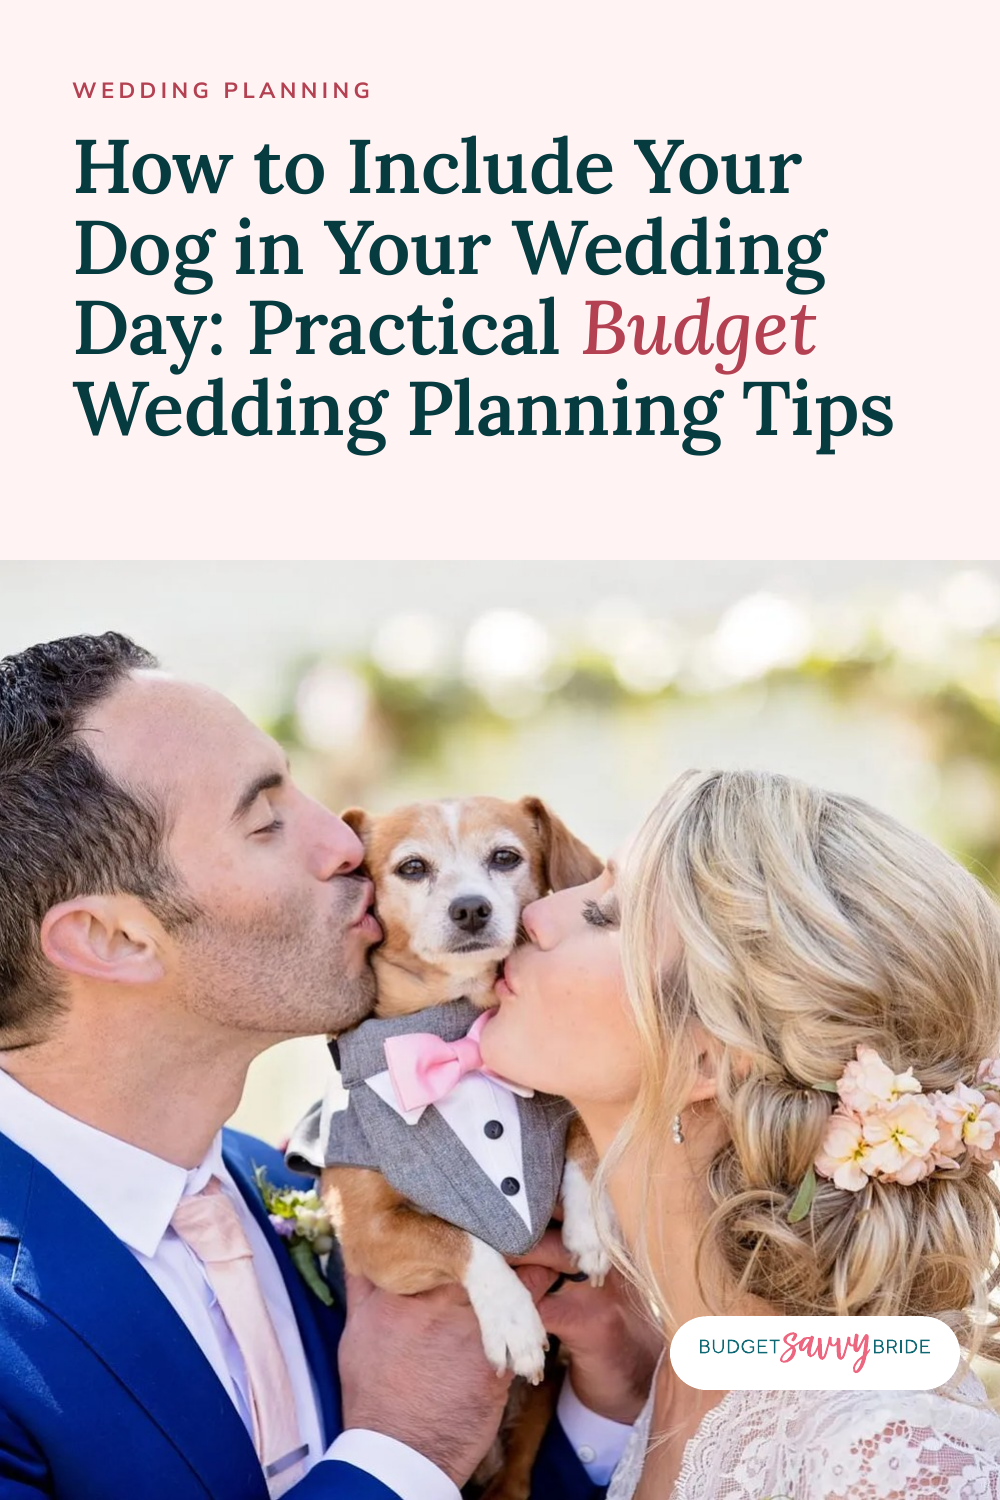 WEDDING PLANNING
How to Include Your
Dog in Your Wedding
Day: Practical Budget
Wedding Planning Tips
BUDGET savvy BRIDE